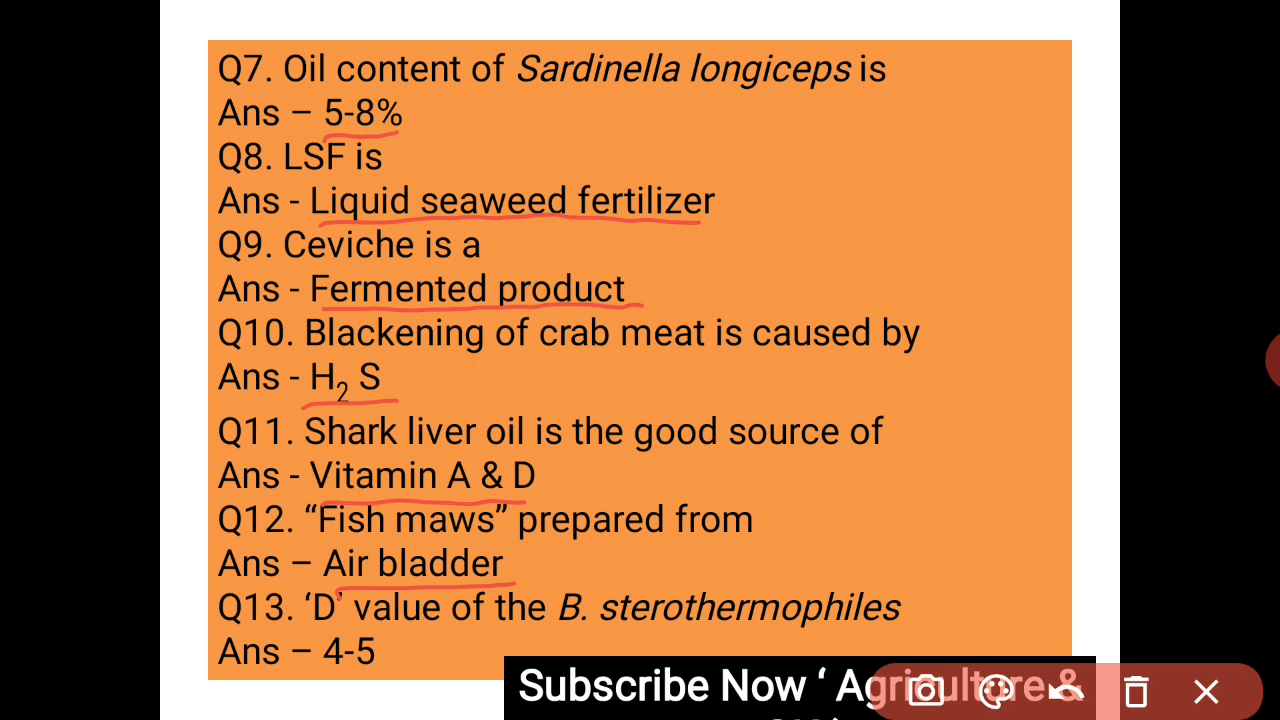 Q7. Oil content of Sardinella longiceps is
Ans – 5-8%
Q8. LSF is
Ans - Liquid seaweed fertilizer
Q9. Ceviche is a
Ans - Fermented product
Q10. Blackening of crab meat is caused by
Ans - H₂ S
Q11. Shark liver oil is the good source of
Ans - Vitamin A & D
Q12. “Fish maws” prepared from
Ans – Air bladder
Q13. ‘D’ value of the B. sterothermophiles
Ans – 4-5
Subscribe Now ‘ Agriculture &